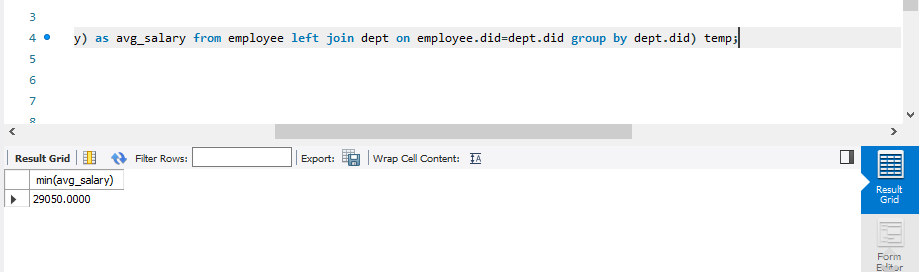 3
4 y) as avg_salary from employee left join dept on employee.did=dept.did group by dept.did) temp;
5
6
7
8
Result Grid Filter Rows: Export: Wrap Cell Content:
min(avg_salary)
29050.0000
Result
Grid
Form
Editor